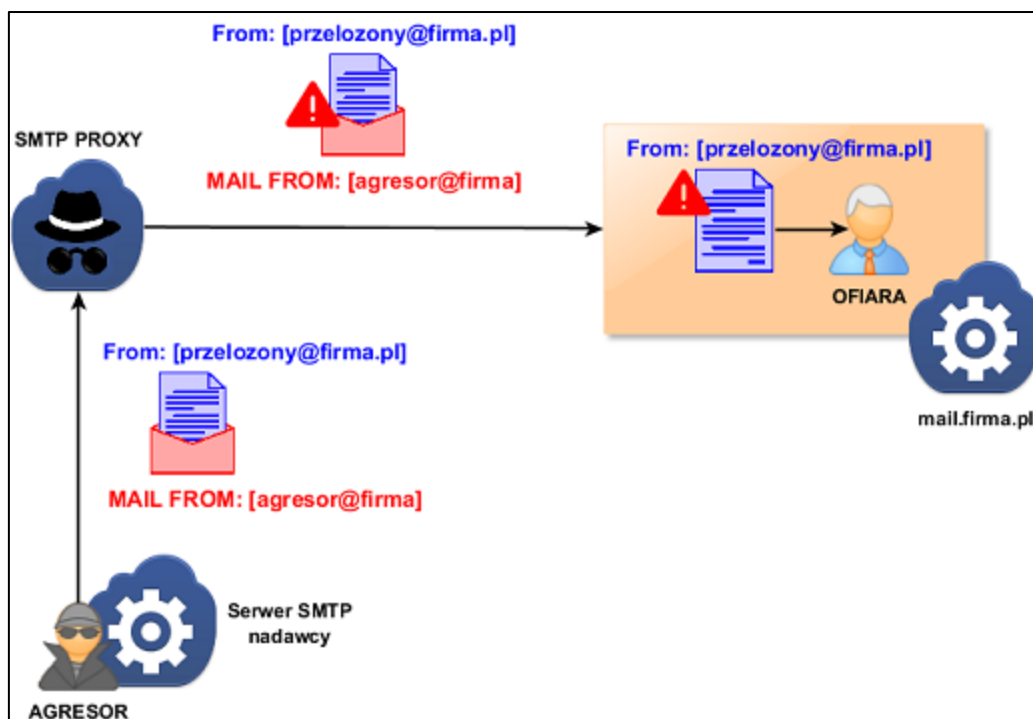 From: [przelozony@firma.pl]
SMTP PROXY
MAIL FROM: [agresor@firma]
From: [przelozony@firma.pl]
OFIARA
mail.firma.pl
From: [przelozony@firma.pl]
MAIL FROM: [agresor@firma]
Serwer SMTP
nadawcy
AGRESOR